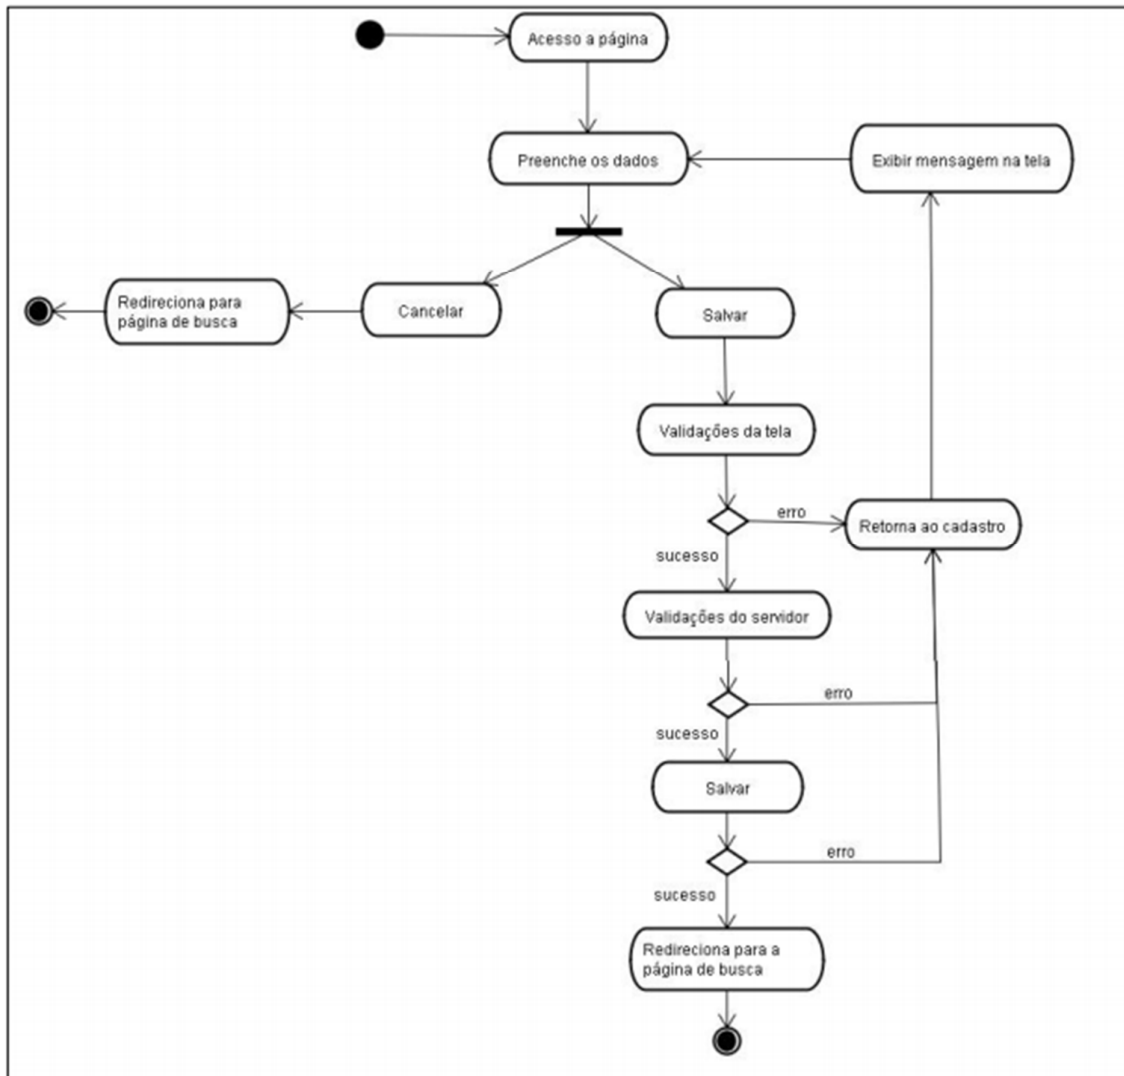 Acesso a página
Preenche os dados
Exibir mensagem na tela
Redireciona para
página de busca
Cancelar
Salvar
Validações da tela
erro
Retorna ao cadastro
sucesso
Validações do servidor
erro
sucesso
Salvar
erro
sucesso
Redireciona para a
página de busca